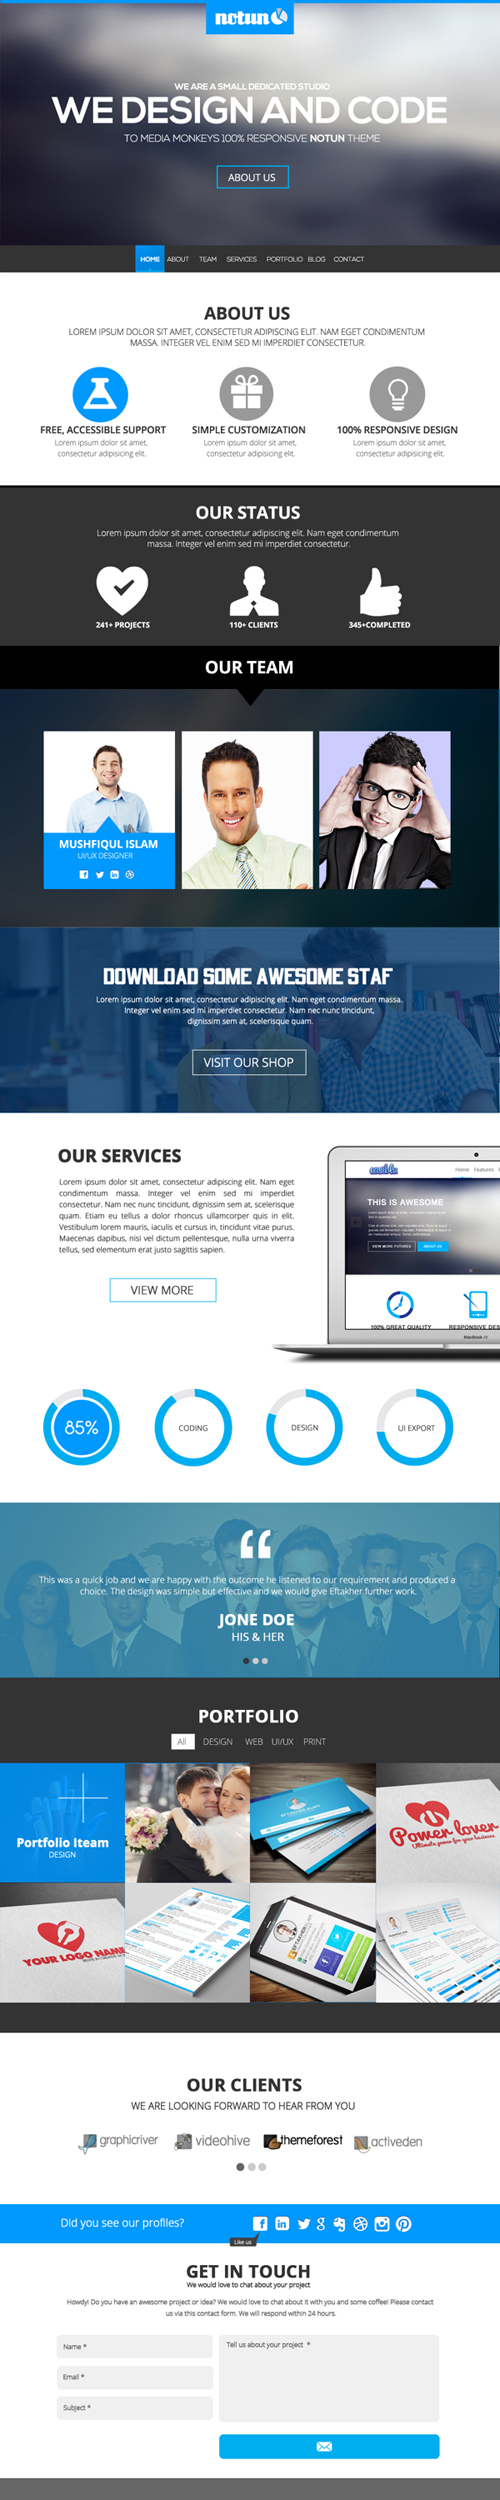 notun
WE ARE A SMALL DEDICATED STUDIO
WE DESIGN AND CODE
TO MEDIA MONKEYS 100% RESPONSIVE NOTUN THEME
ABOUT US
HOME ABOUT TEAM SERVICES PORTFOLIO BLOG CONTACT
ABOUT US
LOREM IPSUM DOLOR SIT AMET, CONSECTETUR ADIPISCING ELIT. NAM EGET CONDIMENTUM
MASSA. INTEGER VEL ENIM SED MI IMPERDIET CONSECTETUR.
FREE, ACCESSIBLE SUPPORT
Lorem ipsum dolor sit amet,
consectetur adipisicing elit.
SIMPLE CUSTOMIZATION
Lorem ipsum dolor sit amet,
consectetur adipisicing elit.
100% RESPONSIVE DESIGN
Lorem ipsum dolor sit amet,
consectetur adipisicing elit.
OUR STATUS
Lorem ipsum dolor sit amet, consectetur adipiscing elit. Nam eget condimentum
massa. Integer vel enim sed mi imperdiet consectetur.
241+ PROJECTS
110+ CLIENTS
345+COMPLETED
OUR TEAM
MUSHFIQUL ISLAM
UI/UX DESIGNER
DOWNLOAD SOME AWESOME STAF
Lorem ipsum dolor sit amet, consectetur adipiscing elit. Nam eget condimentum massa.
Integer vel enim sed mi imperdiet consectetur. Nam nec nunc tincidunt,
dignissim sem at, scelerisque quam.
VISIT OUR SHOP
OUR SERVICES
Lorem ipsum dolor sit amet, consectetur adipiscing elit. Nam eget
condimentum massa. Integer vel enim sed mi imperdiet
consectetur. Nam nec nunc tincidunt, dignissim sem at, scelerisque
quam. Etiam eu tellus a dolor rhoncus ullamcorper quis in elit.
Vestibulum lorem mauris, iaculis et cursus in, tincidunt vitae purus.
Maecenas dapibus, nisi vel dictum pellentesque, nulla urna viverra
tellus, sed elementum erat justo sagittis sapien.
VIEW MORE
Home Features
THIS IS AWESOME
VIEW MORE FUTURES ABOUT US
100% GREAT QUALITY
RESPONSIVE DES
MacBook Air
85%
CODING
DESIGN
UI EXPORT
This was a quick job and we are happy with the outcome he listened to our requirement and produced a
choice. The design was simple but effective and we would give Eftakher further work.
JONE DOE
HIS & HER
PORTFOLIO
All DESIGN WEB UI/UX PRINT
Portfolio Iteam
DESIGN
Power lover
Ultimate power for your business
YOUR LOGO NAME
OUR CLIENTS
WE ARE LOOKING FORWARD TO HEAR FROM YOU
graphicriver
videohive
themeforest
activeden
Did you see our profiles?
Like us
GET IN TOUCH
We would love to chat about your project
Howdy! Do you have an awesome project or idea? We would love to chat about it with you and some coffee! Please contact
us via this contact form. We will respond within 24 hours.
Name *
Email *
Subject *
Tell us about your project *